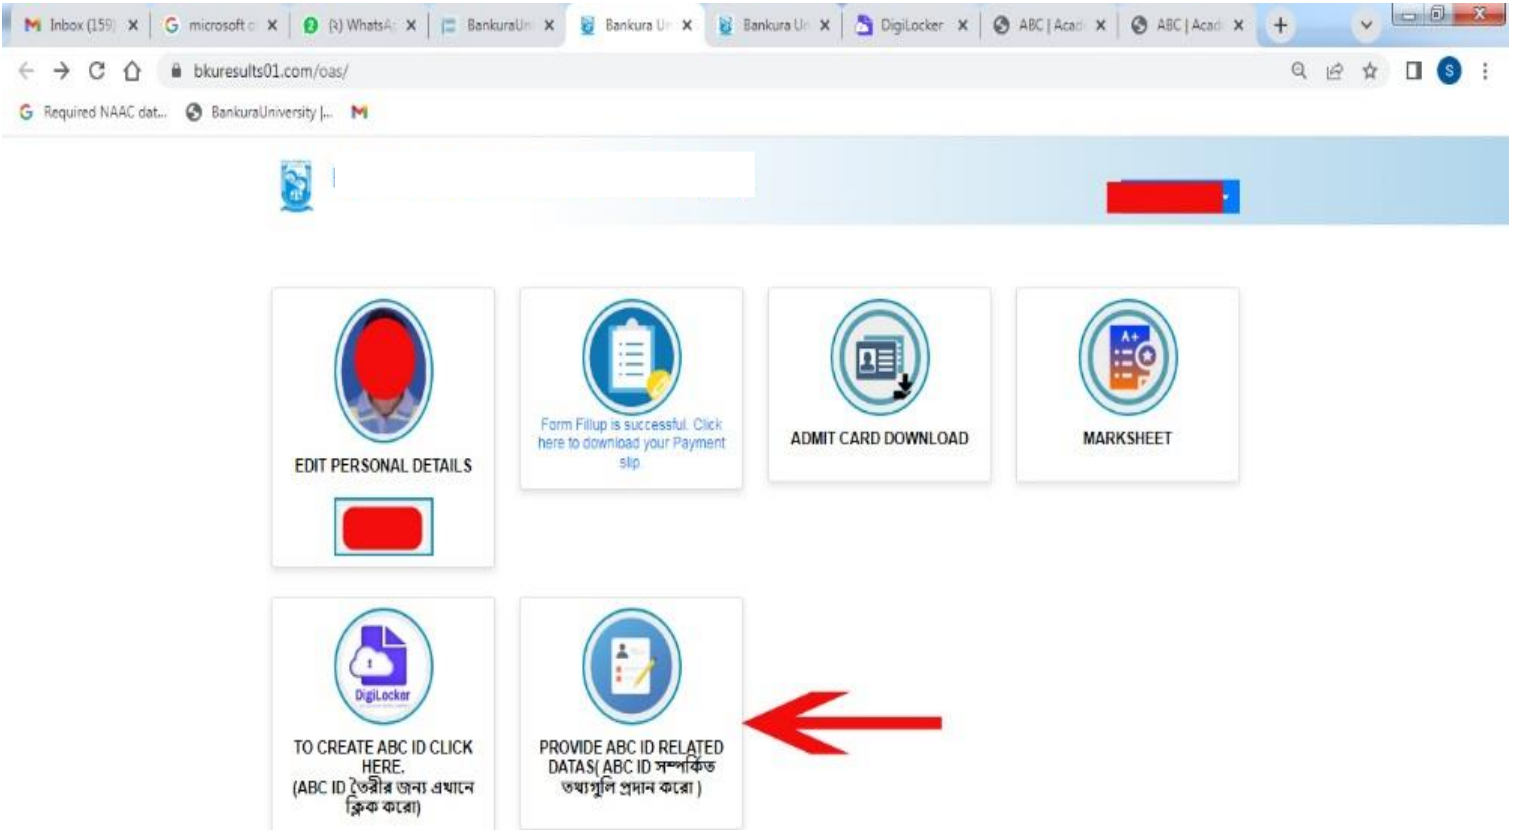 Inbox (159)
microsoft o
(২) WhatsA
BankuraUn
Bankura Un
Bankura Un
DigiLocker
ABC | Acad
ABC | Acad
bkuresults01.com/oas/
S
Required NAAC dat...
BankuraUniversity |...
EDIT PERSONAL DETAILS
Form Fillup is successful. Click
here to download your Payment
slip.
ADMIT CARD DOWNLOAD
A+
MARKSHEET
DigiLocker
TO CREATE ABC ID CLICK
HERE.
(ABC ID তৈরীর জন্য এখানে
ক্লিক করো)
PROVIDE ABC ID RELATED
DATAS( ABC ID সম্পর্কিত
তথ্যগুলি প্রদান করো )